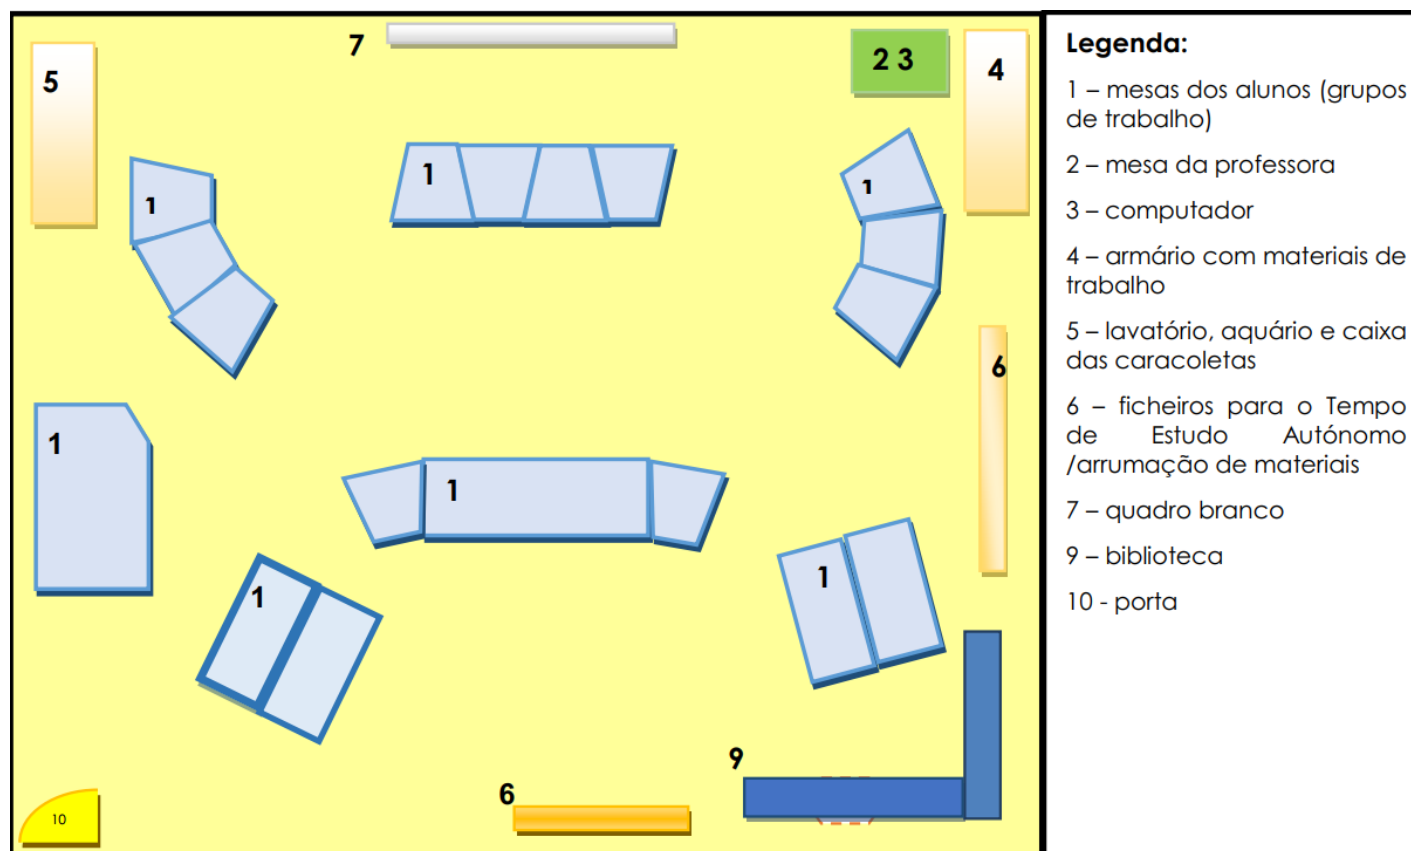 7
2 3
4
5
1
1
1
6
1
1
1
1
9
6
10
Legenda:
1 – mesas dos alunos (grupos
de trabalho)
2 – mesa da professora
3 – computador
4 – armário com materiais de
trabalho
5 – lavatório, aquário e caixa
das caracoletas
6 – ficheiros para o Tempo
de Estudo Autónomo
/arrumação de materiais
7 – quadro branco
9 – biblioteca
10 - porta